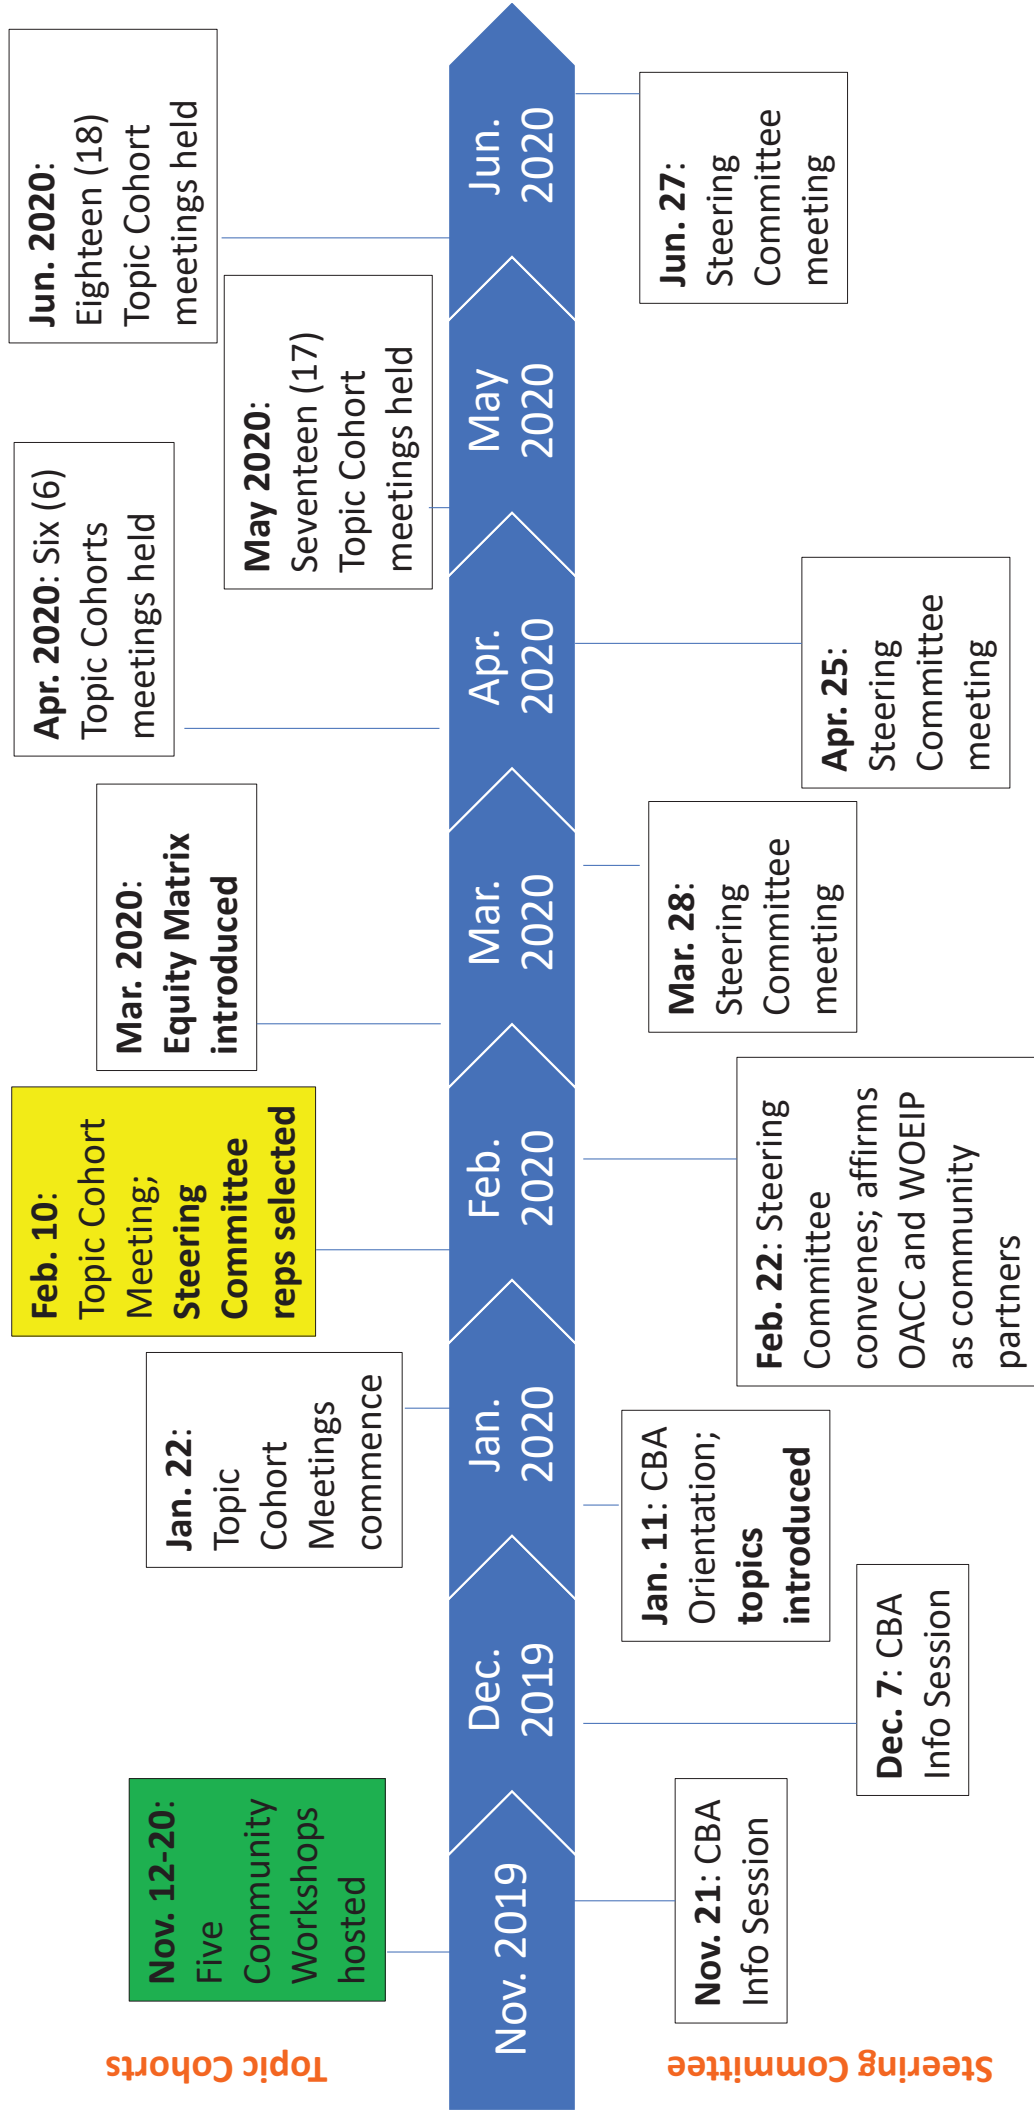 Topic Cohorts
Nov. 12-20:
Five
Community
Workshops
hosted
Jan. 22:
Topic
Cohort
Meetings
commence
Feb. 10:
Topic Cohort
Meeting;
Steering
Committee
reps selected
Mar. 2020:
Equity Matrix
introduced
Apr. 2020: Six (6)
Topic Cohorts
meetings held
May 2020:
Seventeen (17)
Topic Cohort
meetings held
Jun. 2020:
Eighteen (18)
Topic Cohort
meetings held
Nov. 2019
Dec.
2019
Jan.
2020
Feb.
2020
Mar.
2020
Apr.
2020
May
2020
Jun.
2020
Steering Committee
Nov. 21: CBA
Info Session
Dec. 7: CBA
Info Session
Jan. 11: CBA
Orientation;
topics
introduced
Feb. 22: Steering
Committee
convenes; affirms
OACC and WOEIP
as community
partners
Mar. 28:
Steering
Committee
meeting
Apr. 25:
Steering
Committee
meeting
Jun. 27:
Steering
Committee
meeting